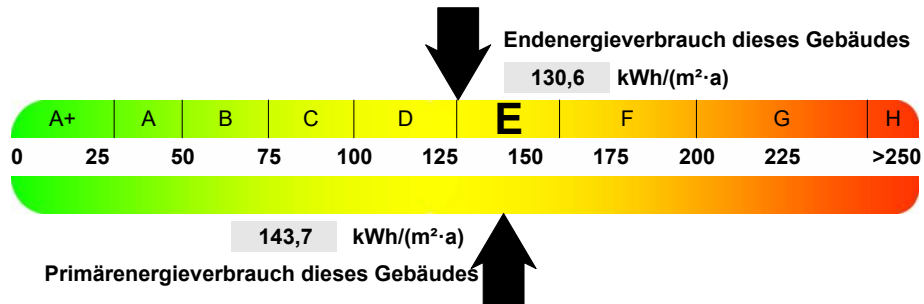 Endenergieverbrauch dieses Gebäudes
130,6 kWh/(m²·a)
A+ A B C D E F G H
0 25 50 75 100 125 150 175 200 225 >250
143,7 kWh/(m²·a)
Primärenergieverbrauch dieses Gebäudes